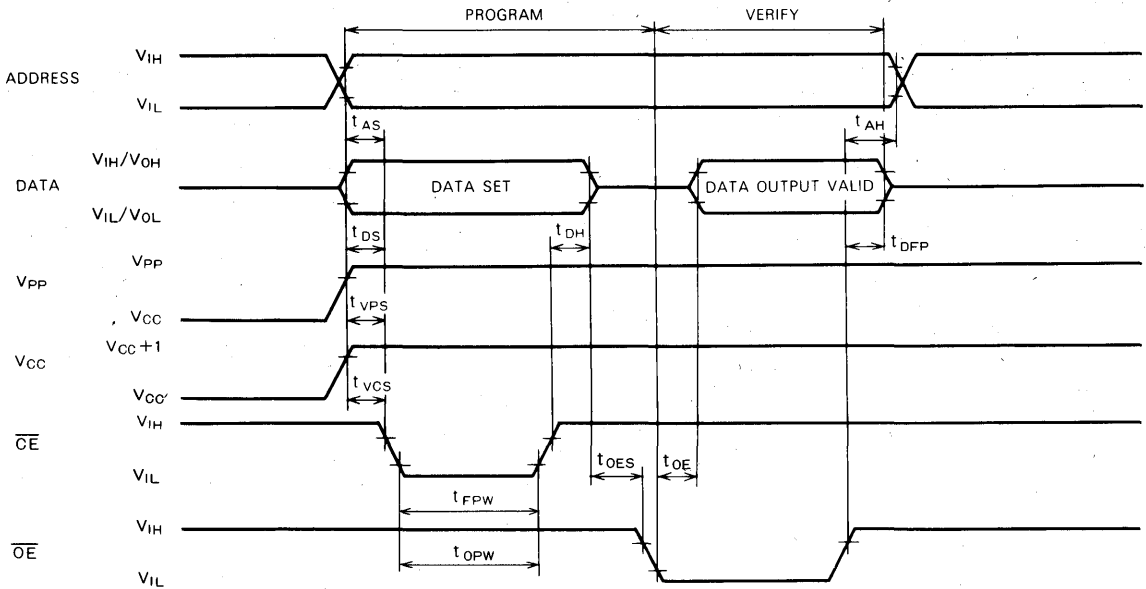 PROGRAM VERIFY
ADDRESS
VIH
VIL
tAS
tAH
DATA
VIH/VOH
VIL/VOL
DATA SET
DATA OUTPUT VALID
tDS
tDH
tDFP
VPP
VPP
VCC
tVPS
VCC
VCC+1
VCC
tVCS
CE
VIH
VIL
tOES
tOE
tFPW
OE
VIH
VIL
tOPW